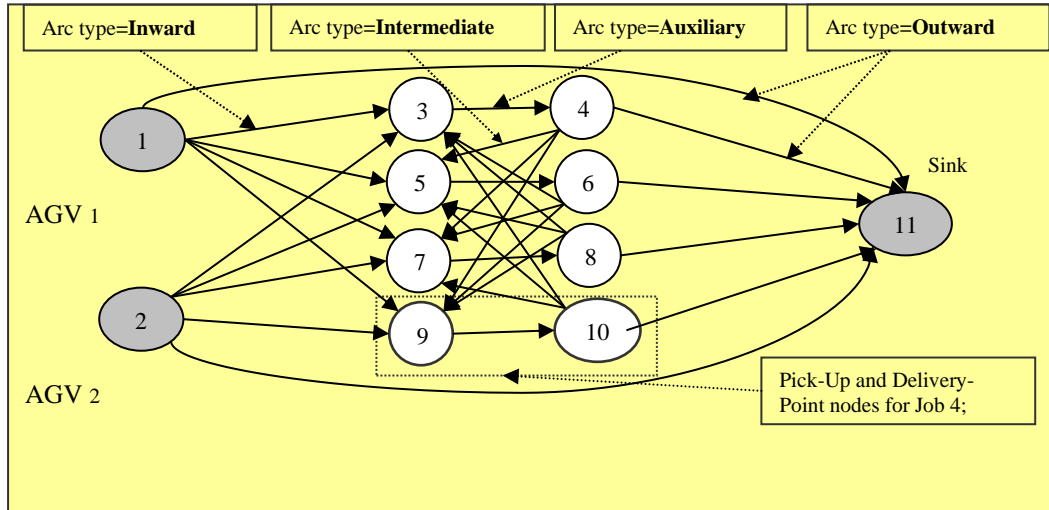 Arc type=Inward
Arc type=Intermediate
Arc type=Auxiliary
Arc type=Outward
3
4
1
5
6
Sink
AGV 1
11
7
8
2
9
10
AGV 2
Pick-Up and Delivery-
Point nodes for Job 4;